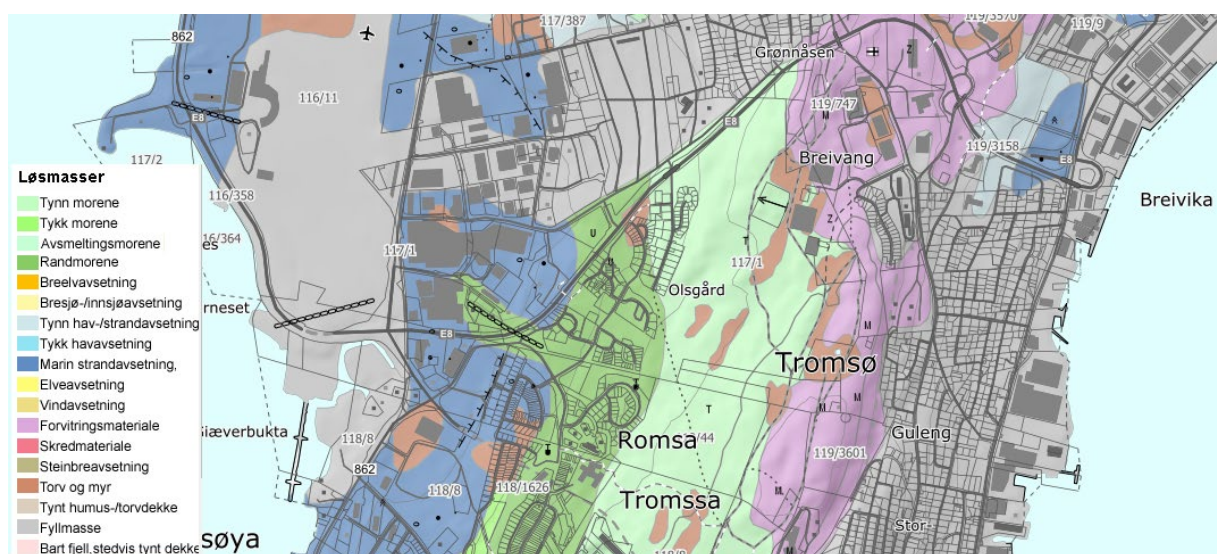 862
117/387
119/3570
119/9
Grønnåsen
116/11
E8
E8
119/747
117/2
Breivang
119/3158
E8
Breivika
116/358
117/1
117/1
Olsgård
E8
Tromsø
Romsa
Guleng
119/3601
118/8
862
118/8
118/1626
Tromssa
Stor-
søya
Løsmasser
Tynn morene
Tykk morene
Avsmeltingsmorene
Randmorene
Breelvavsetning
Bresjø-/innsjøavsetning
Tynn hav-/strandavsetning
Tykk havavsetning
Marin strandavsetning,
Elveavsetning
Vindavsetning
Forvitringsmateriale
Skredmateriale
Steinbreavsetning
Torv og myr
Tynt humus-/torvdekke
Fyllmasse
Bart fjell,stedvis tynt dekke